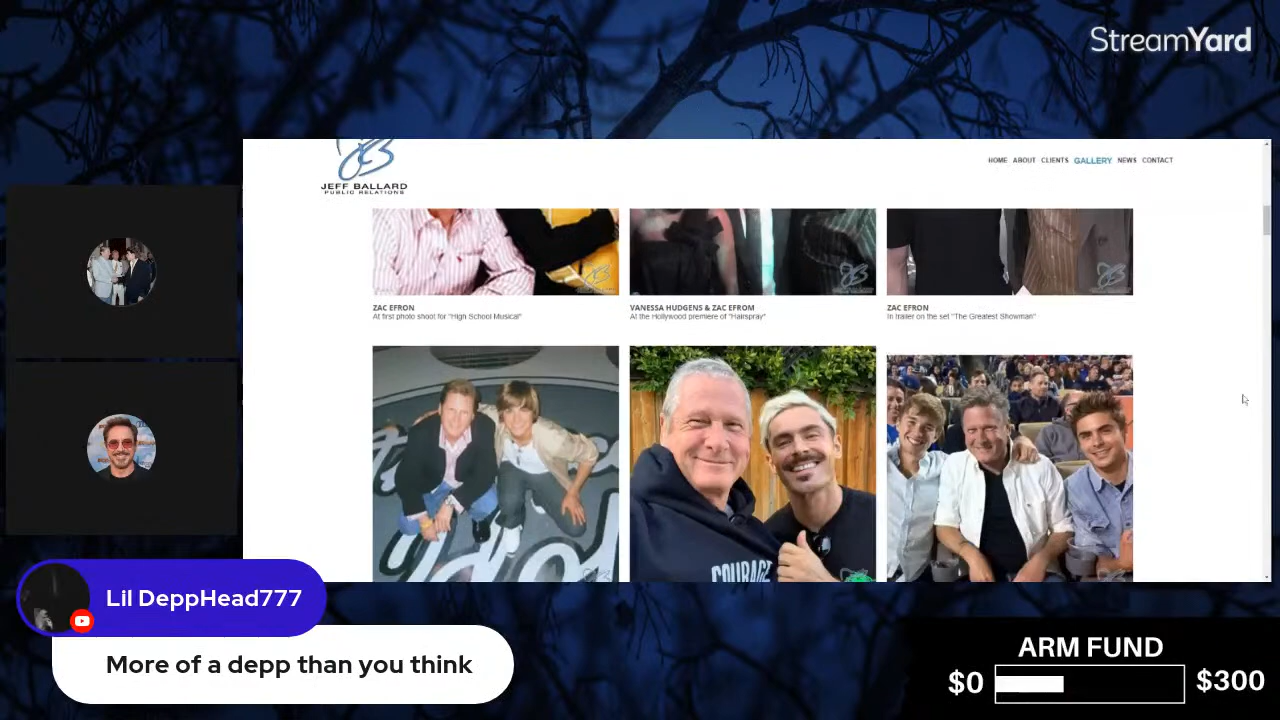 StreamYard
JEFF BALLARD
PUBLIC RELATIONS
HOME ABOUT CLIENTS GALLERY NEWS CONTACT
ZAC EFRON
At first photo shoot for "High School Musical"
VANESSA HUDGENS & ZAC EFROM
At the Hollywood premiere of "Hairspray"
ZAC EFRON
In trailer on the set "The Greatest Showman"
COURAGE
Lil DeppHead777
More of a depp than you think
ARM FUND
$0
$300